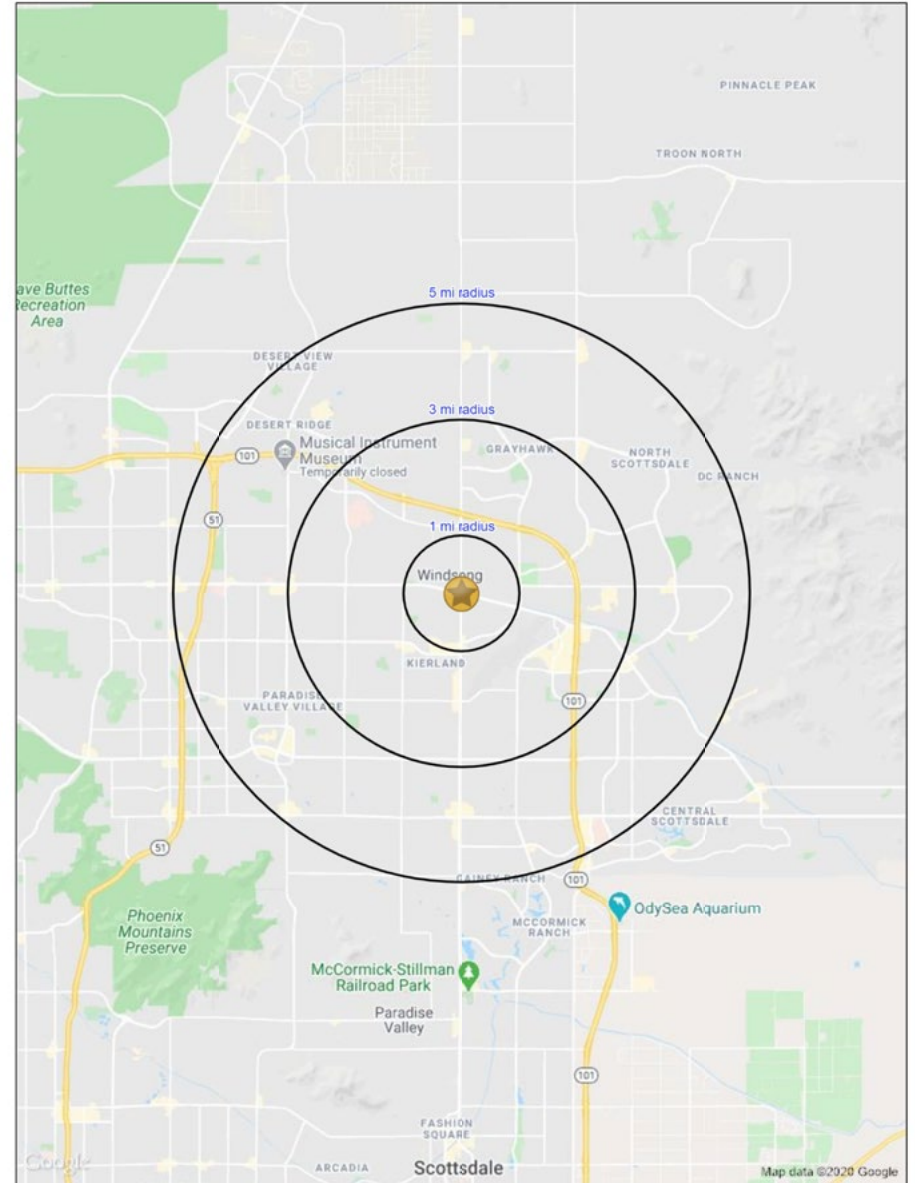 PINNACLE PEAK
TROON NORTH
ave Buttes
Recreation
Area
5 mi radius
DESERT VIEW
VILLAGE
3 mi radius
DESERT RIDGE
101
Musical Instrument
Museum
Temporarily closed
GRAYHAWK
NORTH
SCOTTSDALE
DC RANCH
51
1 mi radius
Windsong
KIERLAND
PARADISE
VALLEY VILLAGE
101
CENTRAL
SCOTTSDALE
51
GAINEY RANCH
101
OdySea Aquarium
Phoenix
Mountains
Preserve
MCCORMICK
RANCH
McCormick-Stillman
Railroad Park
Paradise
Valley
101
FASHION
SQUARE
ARCADIA
Scottsdale
Google
Map data ©2020 Google